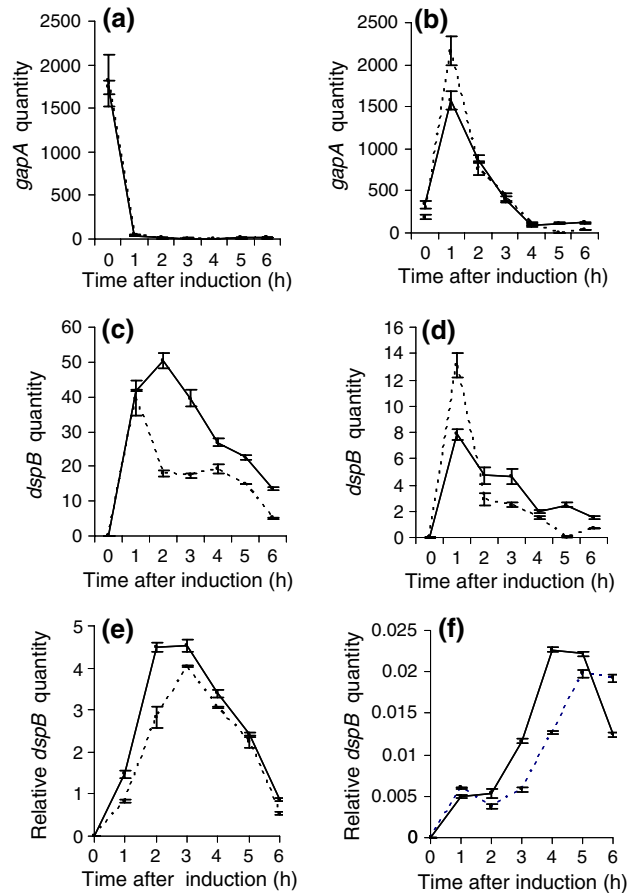 (a)
gapA quantity
2500
2000
1500
1000
500
0
0 1 2 3 4 5 6
Time after induction (h)
(b)
gapA quantity
2500
2000
1500
1000
500
0
0 1 2 3 4 5 6
Time after induction (h)
(c)
dspB quantity
60
50
40
30
20
10
0
0 1 2 3 4 5 6
Time after induction (h)
(d)
dspB quantity
16
14
12
10
8
6
4
2
0
0 1 2 3 4 5 6
Time after induction (h)
(e)
Relative dspB quantity
5
4
3
2
1
0
0 1 2 3 4 5 6
Time after induction (h)
(f)
Relative dspB quantity
0.025
0.02
0.015
0.01
0.005
0
0 1 2 3 4 5 6
Time after induction (h)